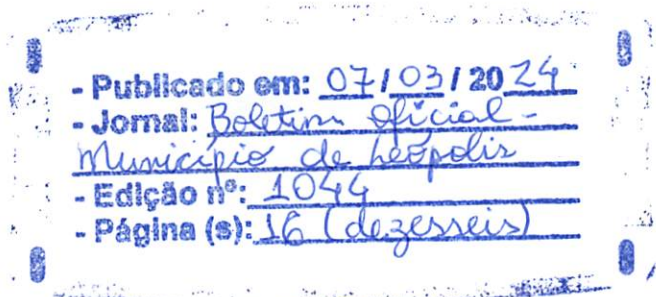 - Publicado em: 07/03/2024
- Jornal: Boletim Oficial -
Município de Leópolis
- Edição nº: 1044
- Página (s): 16 (dezesseis)